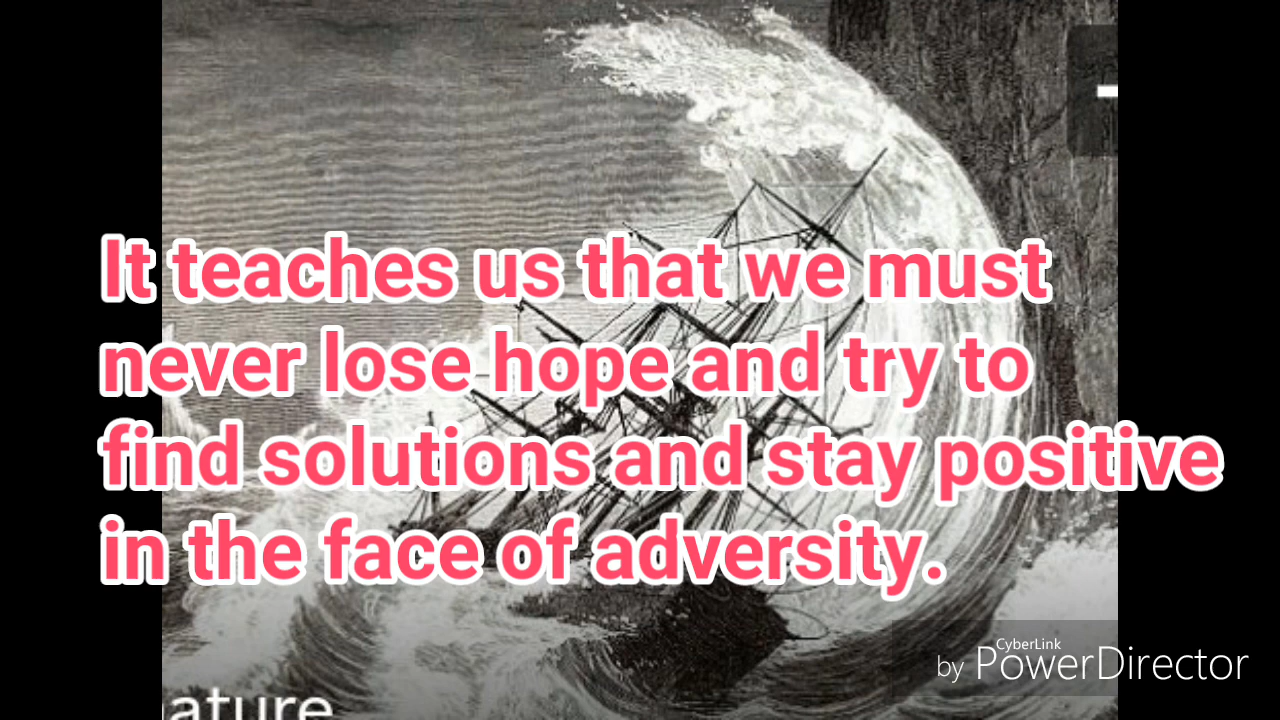 It teaches us that we must
never lose hope and try to
find solutions and stay positive
in the face of adversity.
CyberLink
by PowerDirector
ature